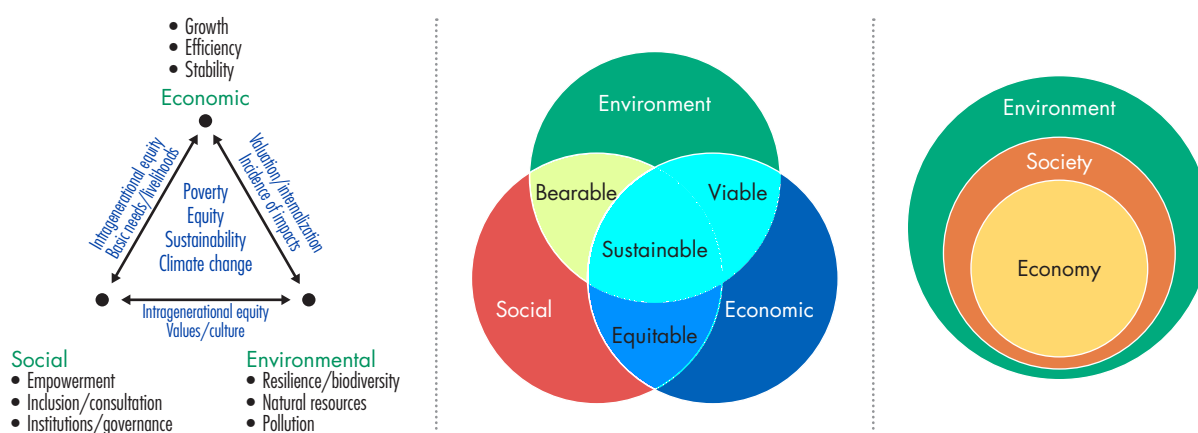 • Growth
• Efficiency
• Stability
Economic
Intragenerational equity
Basic needs/livelihoods
Valuation/internalization
Incidence of impacts
Poverty
Equity
Sustainability
Climate change
Intragenerational equity
Values/culture
Social
• Empowerment
• Inclusion/consultation
• Institutions/governance
Environmental
• Resilience/biodiversity
• Natural resources
• Pollution
Environment
Bearable
Viable
Sustainable
Social
Economic
Equitable
Environment
Society
Economy